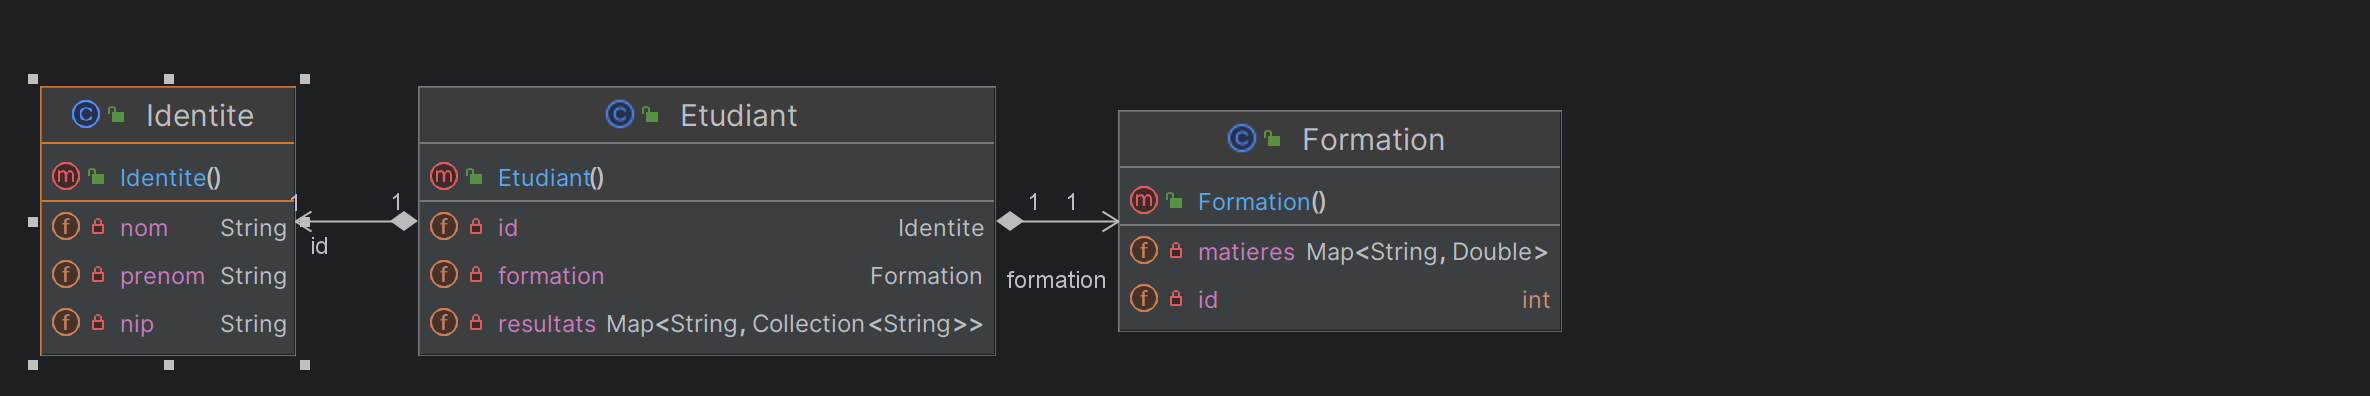 Identite
Identite()
nom String
prenom String
nip String
1 1
id
Etudiant
Etudiant()
id Identite
formation Formation
resultats Map<String, Collection<String>>
1 1
formation
Formation
Formation()
matieres Map<String, Double>
id int